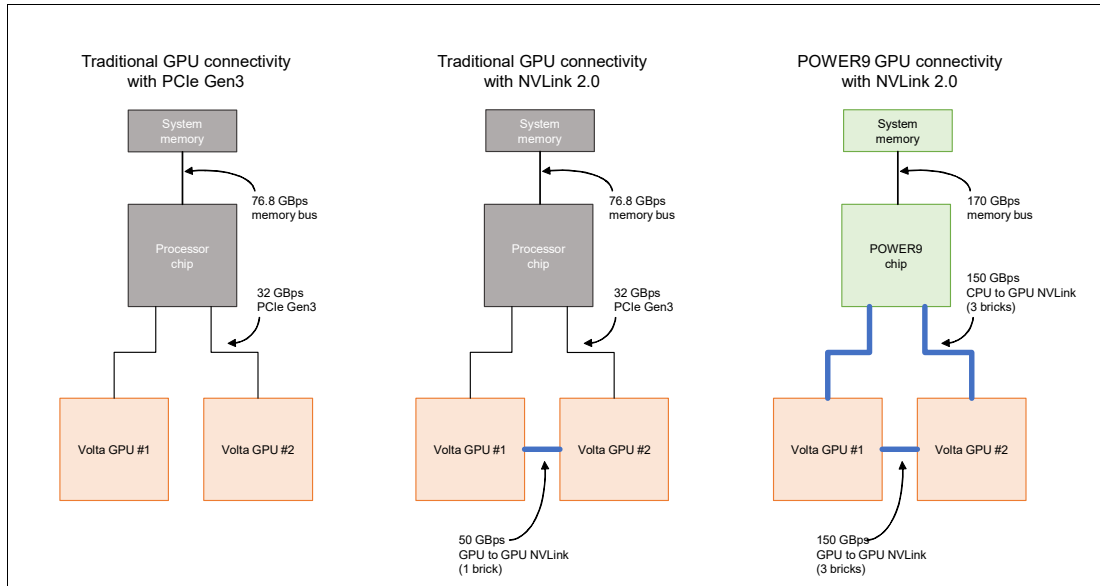 Traditional GPU connectivity
with PCIe Gen3
System
memory
76.8 GBps
memory bus
Processor
chip
32 GBps
PCIe Gen3
Volta GPU #1
Volta GPU #2
Traditional GPU connectivity
with NVLink 2.0
System
memory
76.8 GBps
memory bus
Processor
chip
32 GBps
PCIe Gen3
Volta GPU #1
Volta GPU #2
50 GBps
GPU to GPU NVLink
(1 brick)
POWER9 GPU connectivity
with NVLink 2.0
System
memory
170 GBps
memory bus
POWER9
chip
150 GBps
CPU to GPU NVLink
(3 bricks)
Volta GPU #1
Volta GPU #2
150 GBps
GPU to GPU NVLink
(3 bricks)